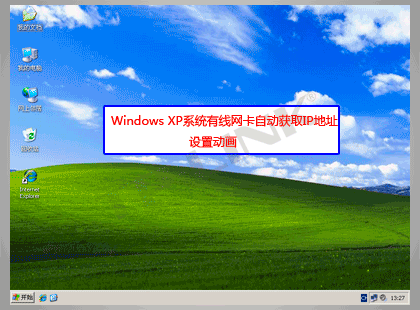 我的文档
我的电脑
网上邻居
回收站
Internet
Explorer
Windows XP系统有线网卡自动获取IP地址
设置动画
开始
13:27